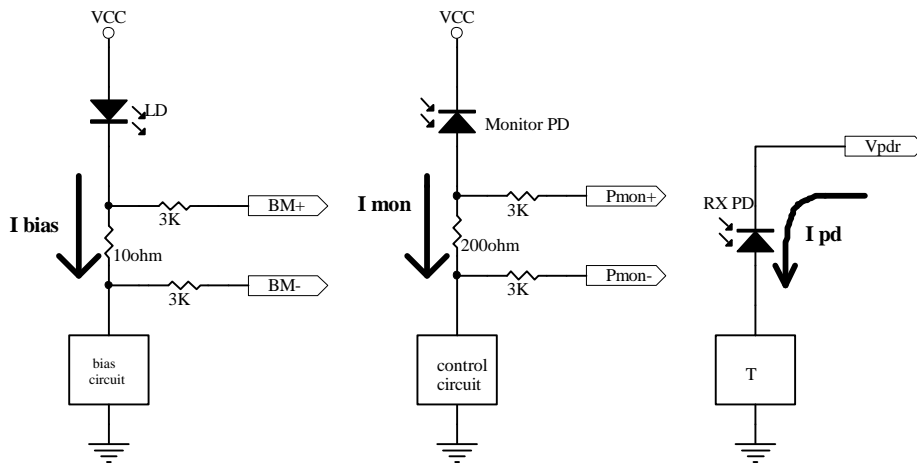 VCC
LD
I bias
3K
BM+
10ohm
3K
BM-
bias
circuit
VCC
Monitor PD
I mon
3K
Pmon+
200ohm
3K
Pmon-
control
circuit
Vpdr
RX PD
I pd
T